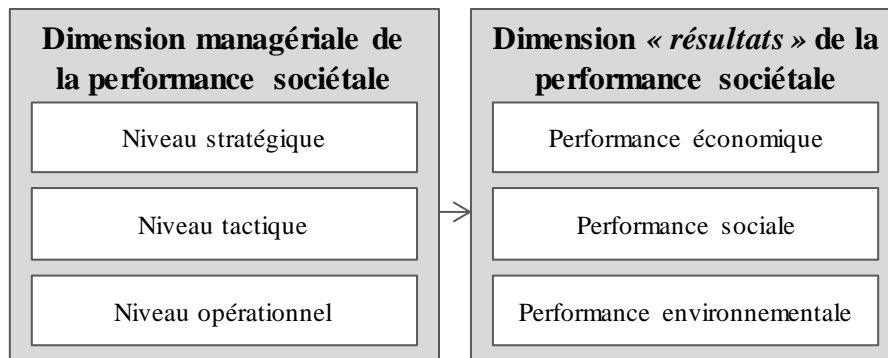 Dimension managériale de
la performance sociétale
Niveau stratégique
Niveau tactique
Niveau opérationnel
Dimension « résultats » de la
performance sociétale
Performance économique
Performance sociale
Performance environnementale